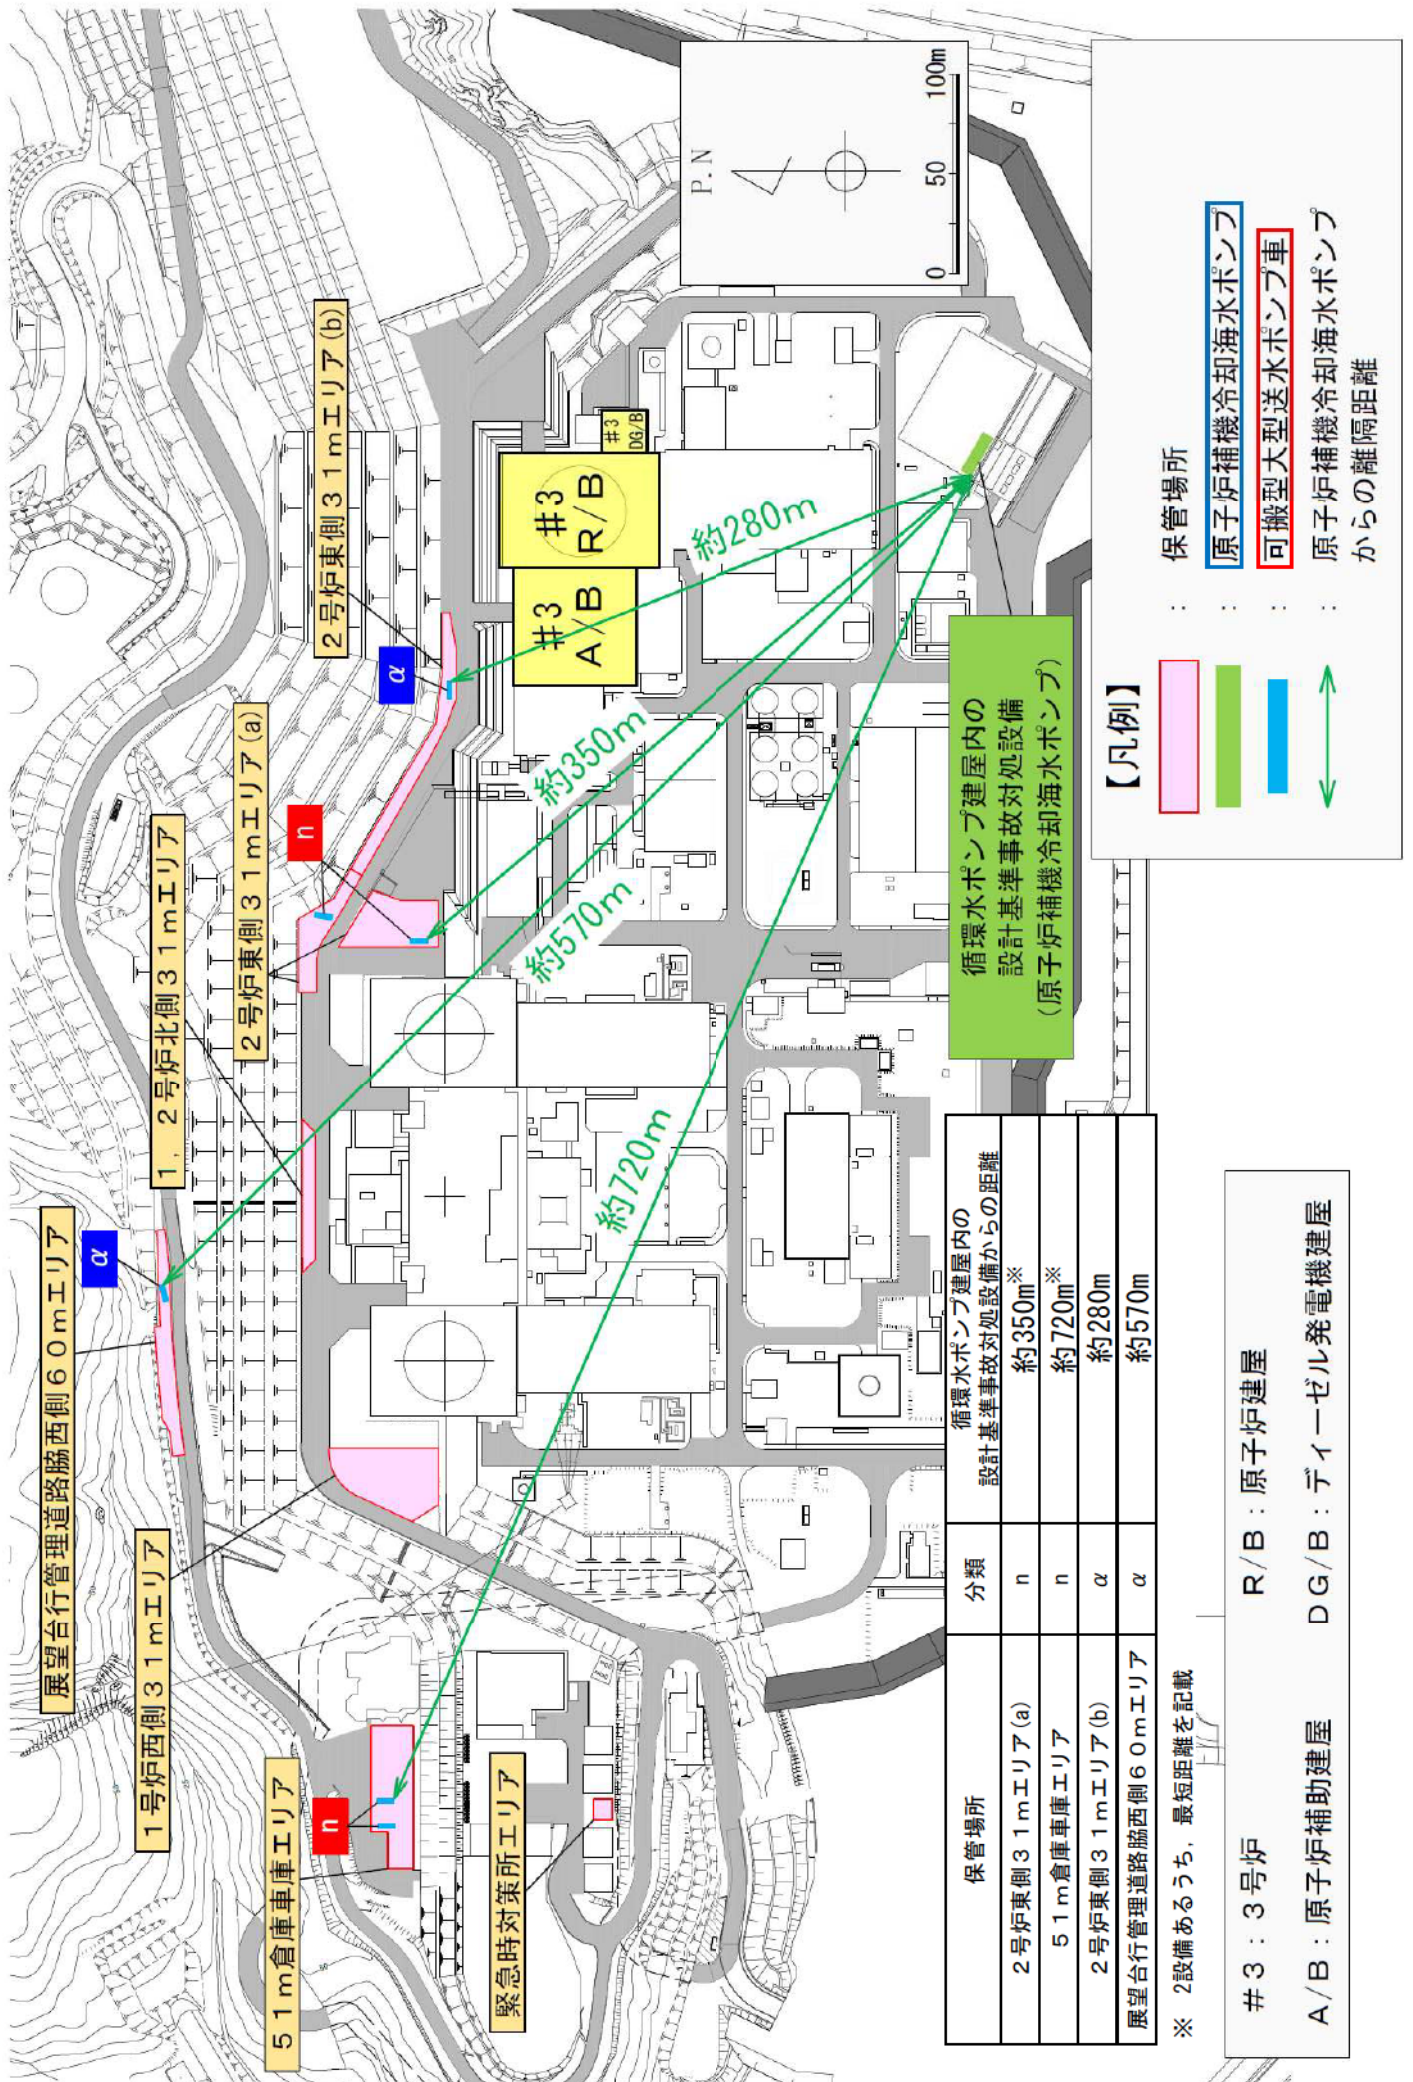 展望台行管理道路脇西側６０ｍエリア
α
1, 2号炉北側３１ｍエリア
2号炉東側３１ｍエリア(a)
n
2号炉東側３１ｍエリア(b)
α
1号炉西側３１ｍエリア
５１ｍ倉庫車庫エリア
n
緊急時対策所エリア
#3
R/B
#3
A/B
#3
DG/B
約280m
約350m
約570m
約720m
P.N
0 50 100m
循環水ポンプ建屋内の
設計基準事故対処設備
(原子炉補機冷却海水ポンプ)
【凡例】
： 保管場所
： 原子炉補機冷却海水ポンプ
： 可搬型大型送水ポンプ車
： 原子炉補機冷却海水ポンプ
からの離隔距離
保管場所 分類 循環水ポンプ建屋内の
設計基準事故対処設備からの距離
2号炉東側３１ｍエリア(a) n 約350m※
５１ｍ倉庫車庫エリア n 約720m※
2号炉東側３１ｍエリア(b) α 約280m
展望台行管理道路脇西側６０ｍエリア α 約570m
※ 2設備あるうち，最短距離を記載
#３：３号炉 R/B：原子炉建屋
A/B：原子炉補助建屋 DG/B：ディーゼル発電機建屋